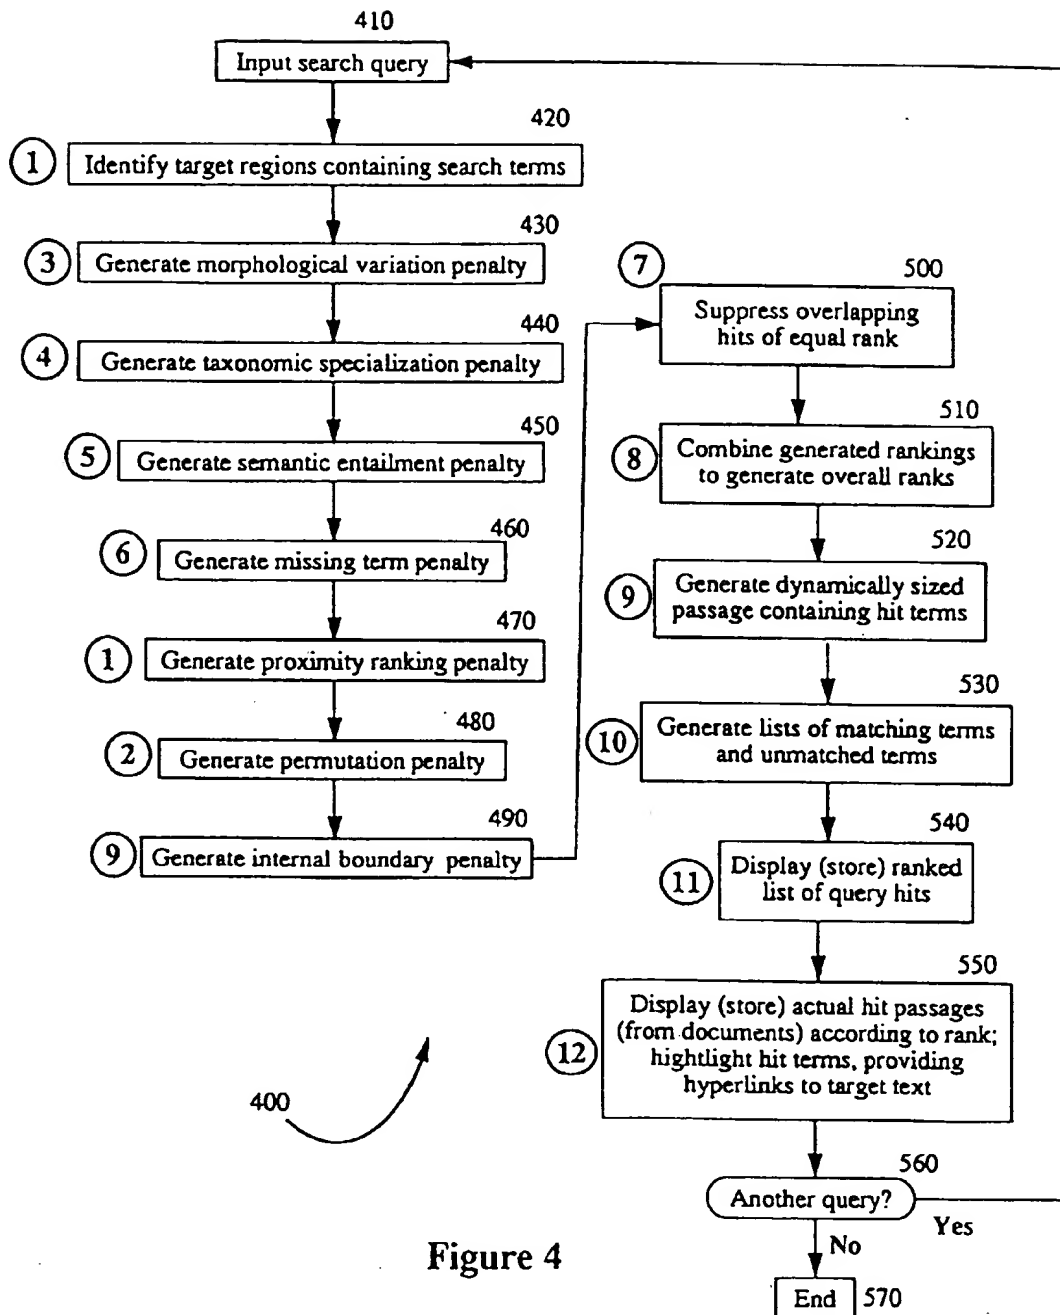 410
Input search query
420
1
Identify target regions containing search terms
430
3
Generate morphological variation penalty
440
4
Generate taxonomic specialization penalty
450
5
Generate semantic entailment penalty
460
6
Generate missing term penalty
470
1
Generate proximity ranking penalty
480
2
Generate permutation penalty
490
9
Generate internal boundary penalty
7
500
Suppress overlapping
hits of equal rank
510
8
Combine generated rankings
to generate overall ranks
520
9
Generate dynamically sized
passage containing hit terms
530
10
Generate lists of matching terms
and unmatched terms
540
11
Display (store) ranked
list of query hits
550
12
Display (store) actual hit passages
(from documents) according to rank;
hightlight hit terms, providing
hyperlinks to target text
400
560
Another query?
Yes
No
End
570
Figure 4